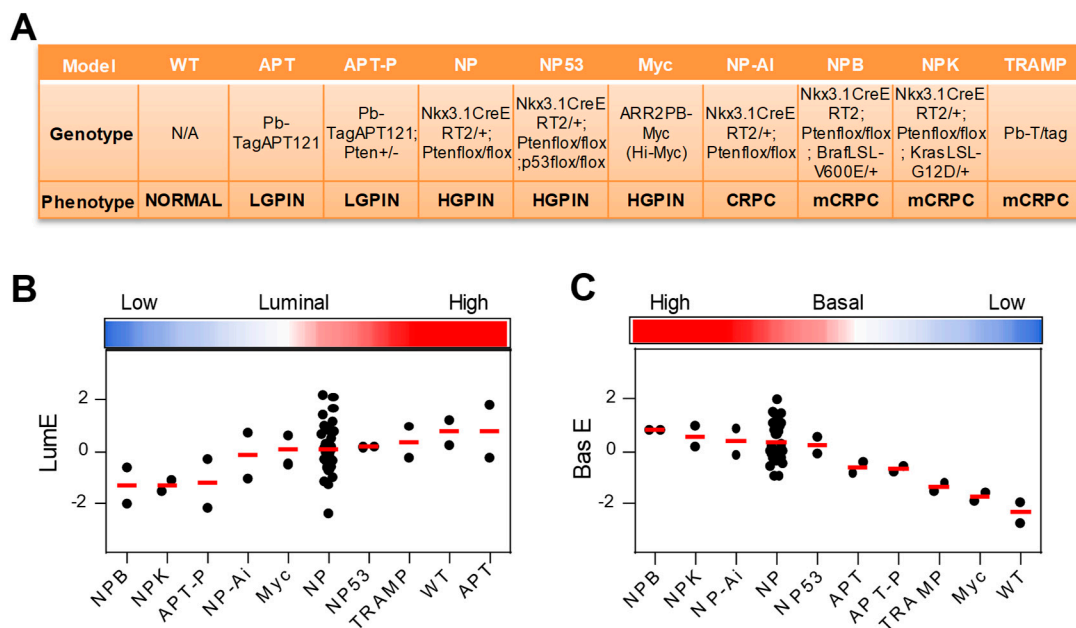 A
Model WT APT APT-P NP NP53 Myc NP-AI NPB NPK TRAMP
Genotype
N/A
Pb-
TagAPT121
Pb-
TagAPT121;
Pten+/-
Nkx3.1CreE
RT2/+;
Ptenflox/flox
Nkx3.1CreE
RT2/+;
Ptenflox/flox
;p53flox/flox
ARR2PB-
Myc
(Hi-Myc)
Nkx3.1CreE
RT2/+;
Ptenflox/flox
Nkx3.1CreE
RT2;
Ptenflox/flox
; BrafLSL-
V600E/+
Nkx3.1CreE
RT2/+;
Ptenflox/flox
; KrasLSL-
G12D/+
Pb-T/tag
Phenotype NORMAL LGPIN LGPIN HGPIN HGPIN HGPIN CRPC mCRPC mCRPC mCRPC
B
Low Luminal High
LumE
2
0
-2
NPB NPK APT-P NP-Ai Myc NP NP53 TRAMP WT APT
C
High Basal Low
Bas E
2
0
-2
NPB NPK NP-Ai NP NP53 APT APT-P TRAMP Myc WT